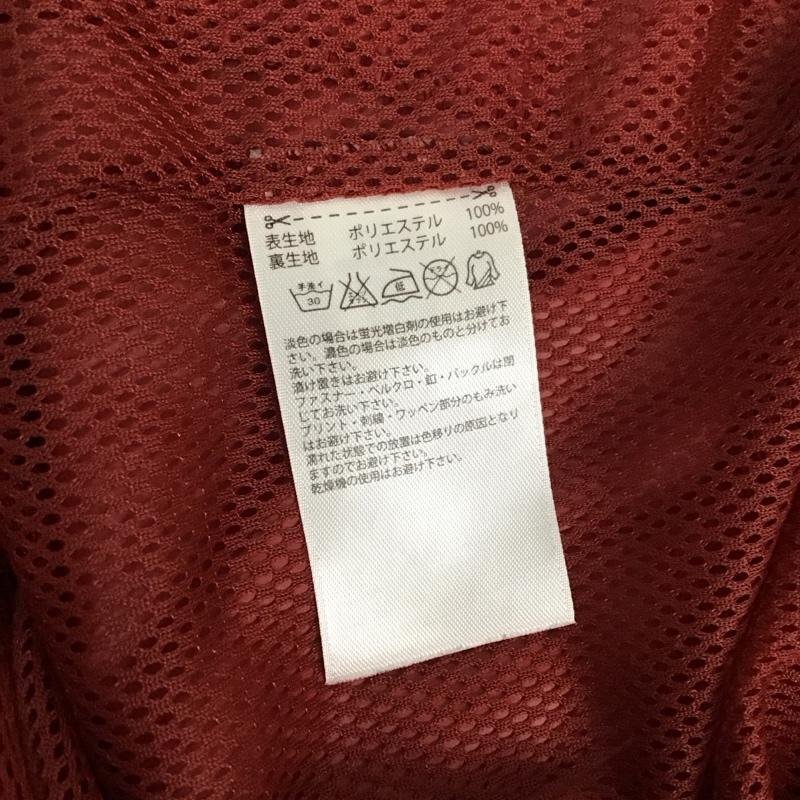 表生地 ポリエステル 100%
裏生地 ポリエステル 100%
手洗イ 30 低
淡色の場合は蛍光増白剤の使用はお避け下
さい。濃色の場合は淡色のものと分けてお
洗い下さい。
漬け置きはお避け下さい。
ファスナー・ベルクロ・釦・バックルは閉
してお洗い下さい。
プリント・刺繍・ワッペン部分のもみ洗い
はお避け下さい。
濡れた状態での放置は色移りの原因となり
ますのでお避け下さい。
乾燥機の使用はお避け下さい。